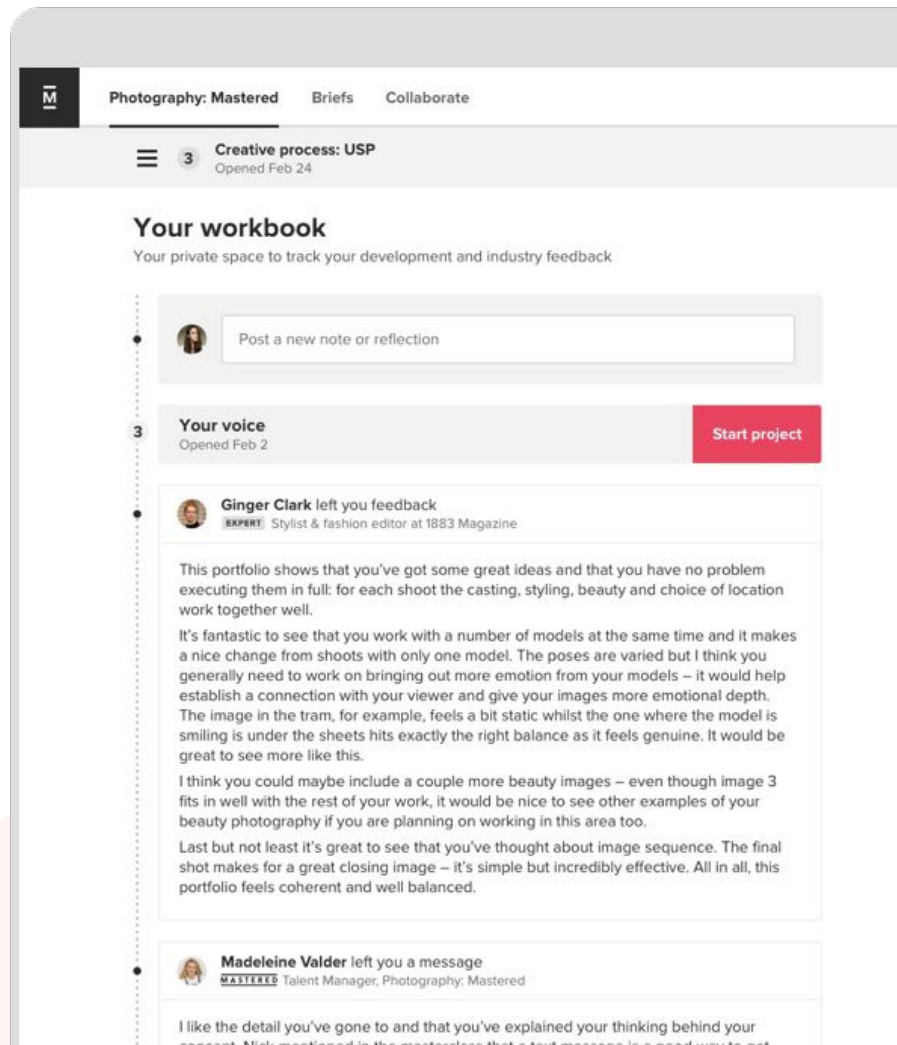 M
Photography: Mastered Briefs Collaborate
3
Creative process: USP
Opened Feb 24
Your workbook
Your private space to track your development and industry feedback
Post a new note or reflection
3
Your voice
Opened Feb 2
Start project
Ginger Clark left you feedback
EXPERT Stylist & fashion editor at 1883 Magazine
This portfolio shows that you've got some great ideas and that you have no problem
executing them in full: for each shoot the casting, styling, beauty and choice of location
work together well.
It's fantastic to see that you work with a number of models at the same time and it makes
a nice change from shoots with only one model. The poses are varied but I think you
generally need to work on bringing out more emotion from your models – it would help
establish a connection with your viewer and give your images more emotional depth.
The image in the tram, for example, feels a bit static whilst the one where the model is
smiling is under the sheets hits exactly the right balance as it feels genuine. It would be
great to see more like this.
I think you could maybe include a couple more beauty images – even though image 3
fits in well with the rest of your work, it would be nice to see other examples of your
beauty photography if you are planning on working in this area too.
Last but not least it's great to see that you've thought about image sequence. The final
shot makes for a great closing image – it's simple but incredibly effective. All in all, this
portfolio feels coherent and well balanced.
Madeleine Valder left you a message
MASTERED Talent Manager, Photography: Mastered
I like the detail you've gone to and that you've explained your thinking behind your
concept. Nick mentioned in the masterclass that a text message is a good way to get